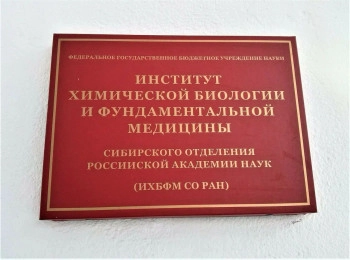 ФЕДЕРАЛЬНОЕ ГОСУДАРСТВЕННОЕ БЮДЖЕТНОЕ УЧРЕЖДЕНИЕ НАУКИ
ИНСТИТУТ
ХИМИЧЕСКОЙ БИОЛОГИИ
И ФУНДАМЕНТАЛЬНОЙ
МЕДИЦИНЫ
СИБИРСКОГО ОТДЕЛЕНИЯ
РОССИЙСКОЙ АКАДЕМИИ НАУК
(ИХБФМ СО РАН)